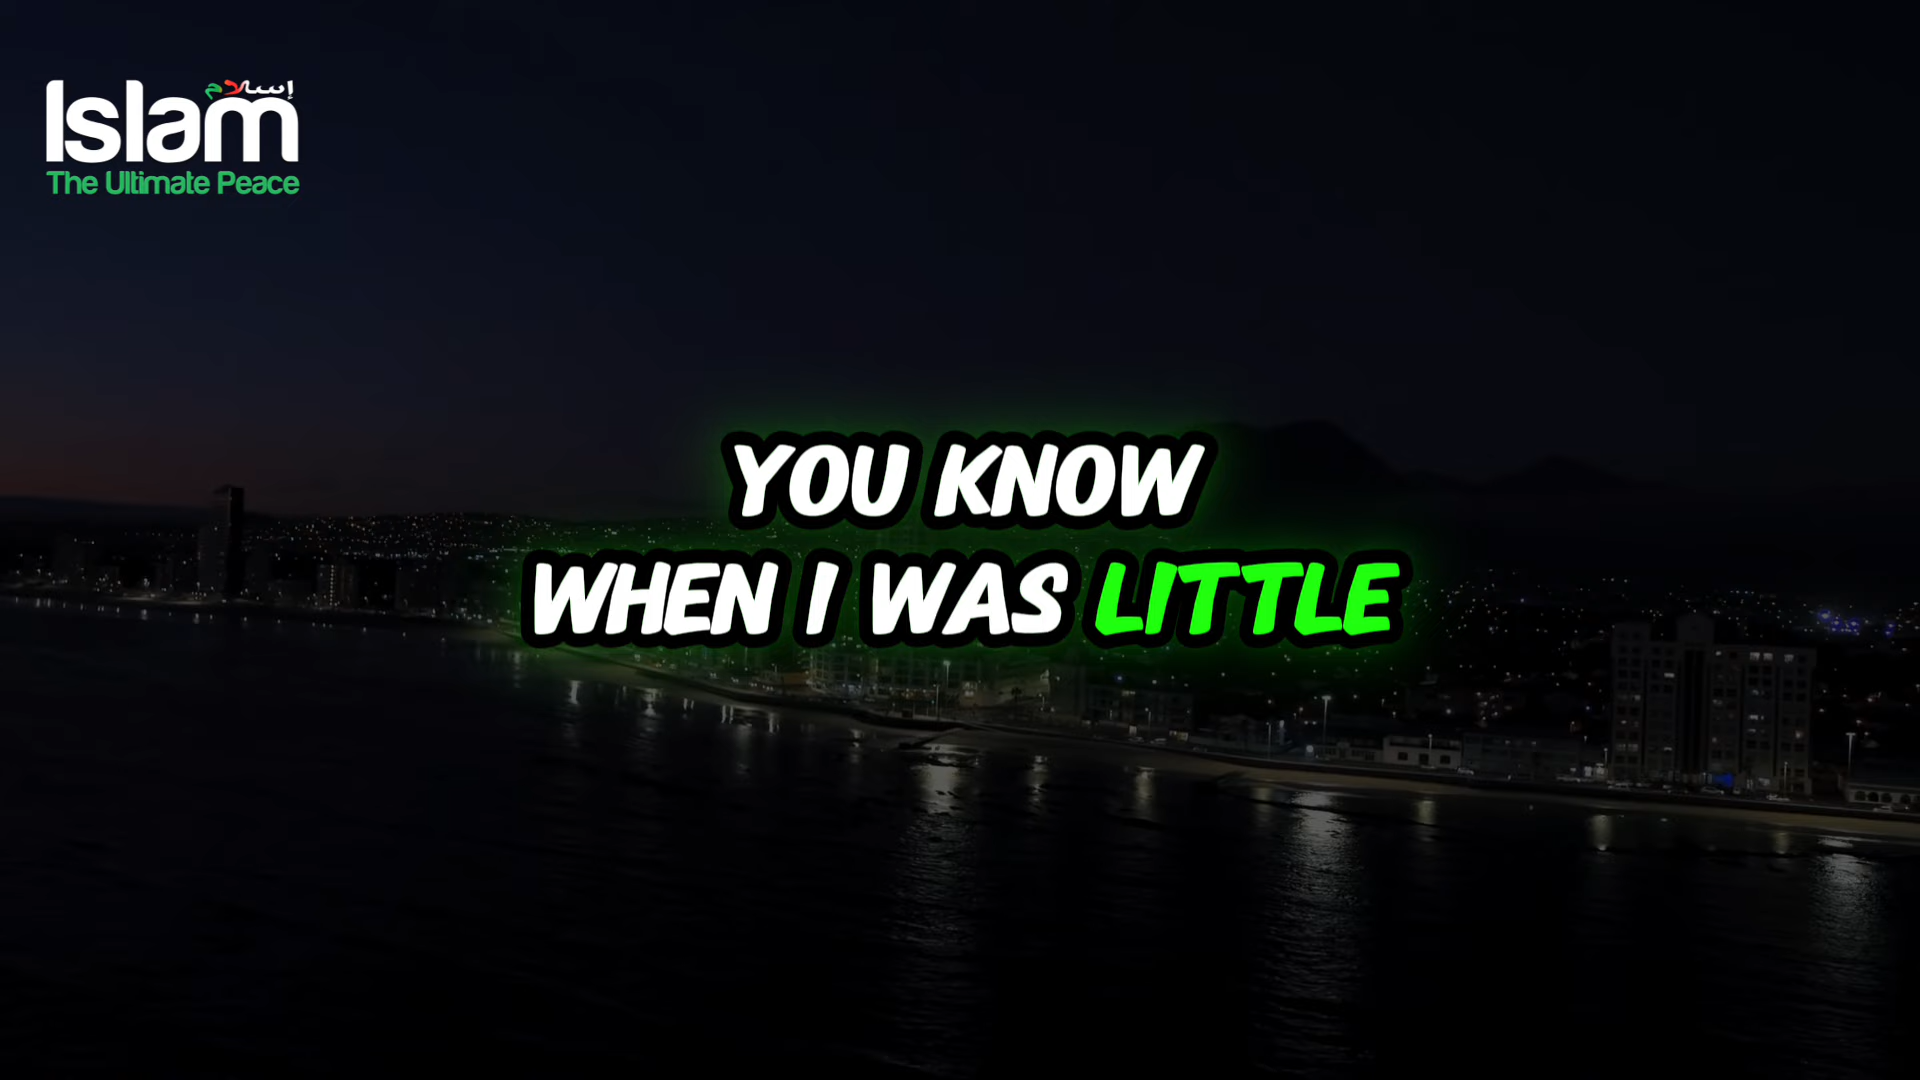 إسلام
Islam
The Ultimate Peace
YOU KNOW
WHEN I WAS LITTLE